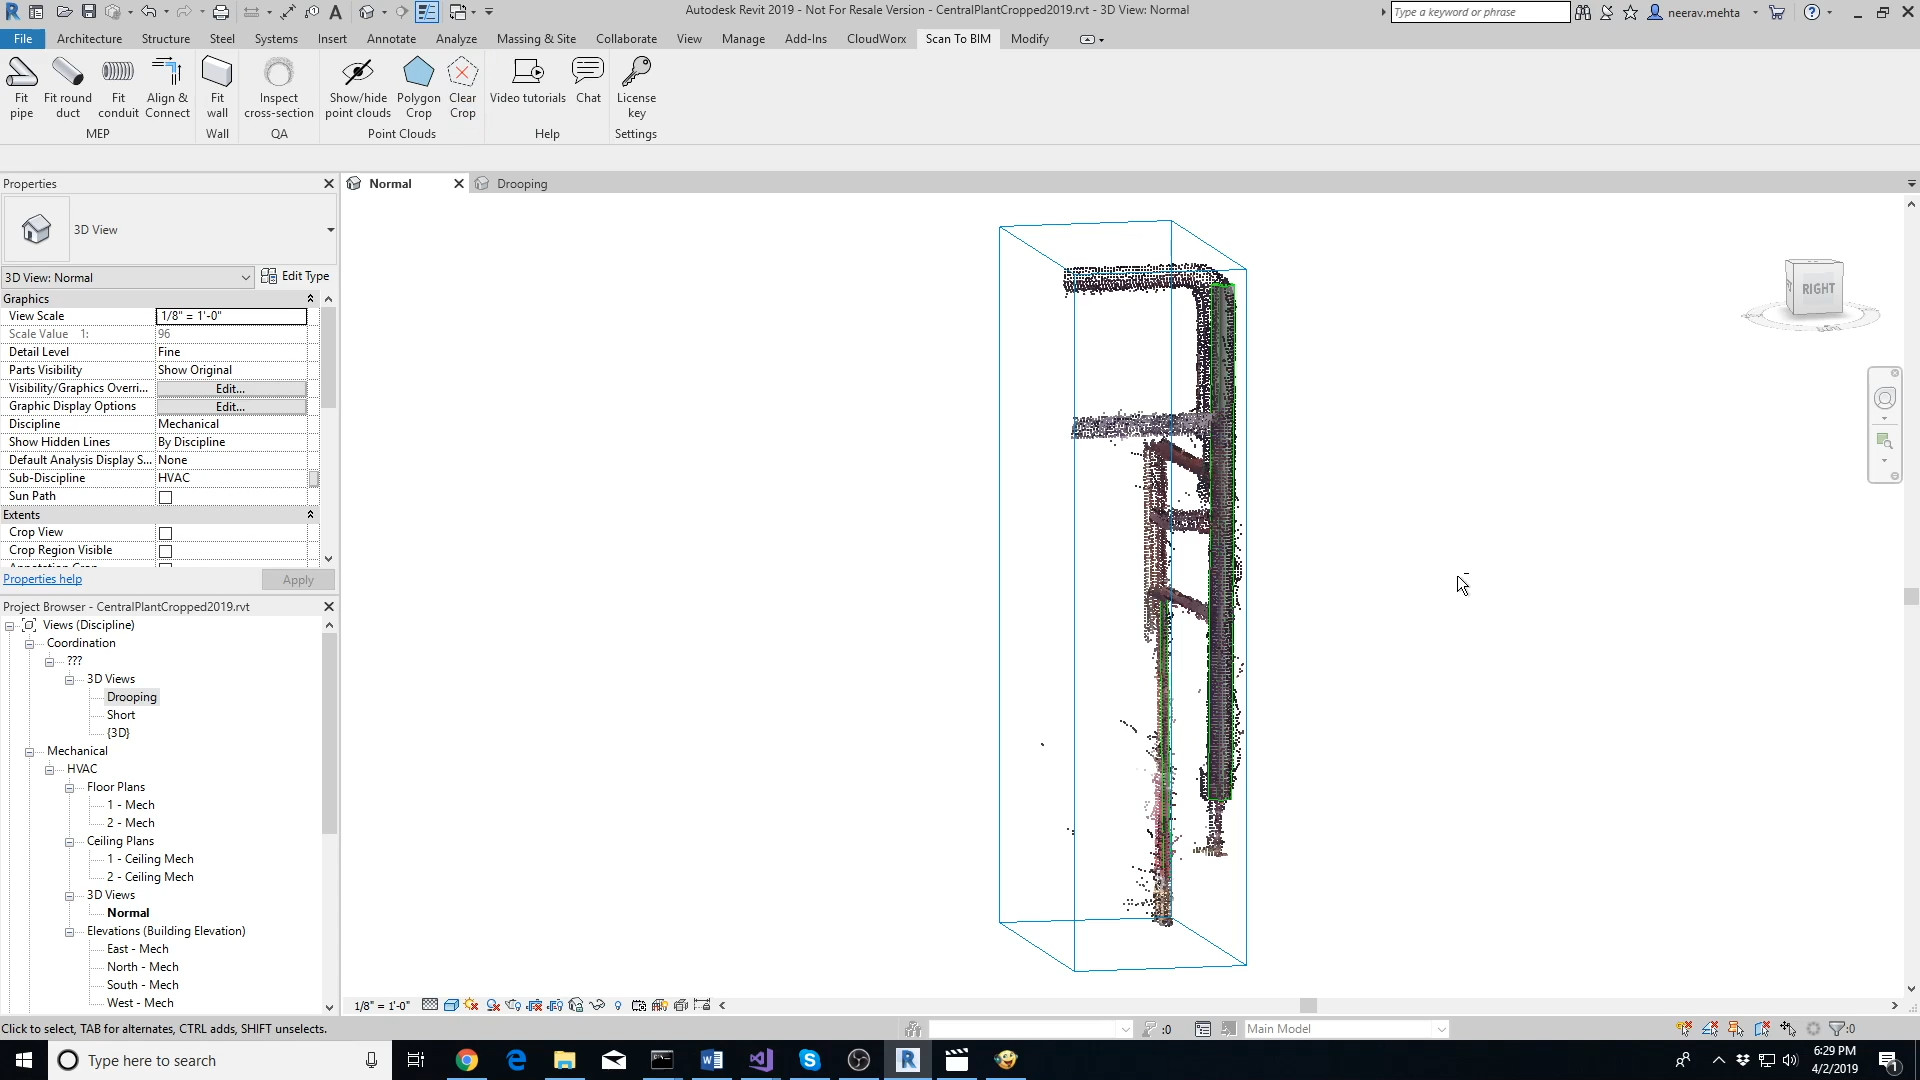 Autodesk Revit 2019 - Not For Resale Version - CentralPlantCropped2019.rvt - 3D View: Normal
Type a keyword or phrase
neerav.mehta
File Architecture Structure Steel Systems Insert Annotate Analyze Massing & Site Collaborate View Manage Add-Ins CloudWorx Scan To BIM Modify
Fit pipe
Fit round duct
Fit conduit
Align & Connect
Fit wall
Inspect cross-section
Show/hide point clouds
Polygon Crop
Clear Crop
Video tutorials
Chat
License key
MEP Wall QA Point Clouds Help Settings
Properties
Normal
Drooping
3D View
3D View: Normal
Edit Type
Graphics
View Scale 1/8" = 1'-0"
Scale Value 1: 96
Detail Level Fine
Parts Visibility Show Original
Visibility/Graphics Overri... Edit...
Graphic Display Options Edit...
Discipline Mechanical
Show Hidden Lines By Discipline
Default Analysis Display S... None
Sub-Discipline HVAC
Sun Path
Extents
Crop View
Crop Region Visible
Properties help
Apply
Project Browser - CentralPlantCropped2019.rvt
Views (Discipline)
Coordination
???
3D Views
Drooping
Short
{3D}
Mechanical
HVAC
Floor Plans
1 - Mech
2 - Mech
Ceiling Plans
1 - Ceiling Mech
2 - Ceiling Mech
3D Views
Normal
Elevations (Building Elevation)
East - Mech
North - Mech
South - Mech
West - Mech
RIGHT
1/8" = 1'-0"
Click to select, TAB for alternates, CTRL adds, SHIFT unselects.
:0
Main Model
:0
Type here to search
6:29 PM
4/2/2019
1